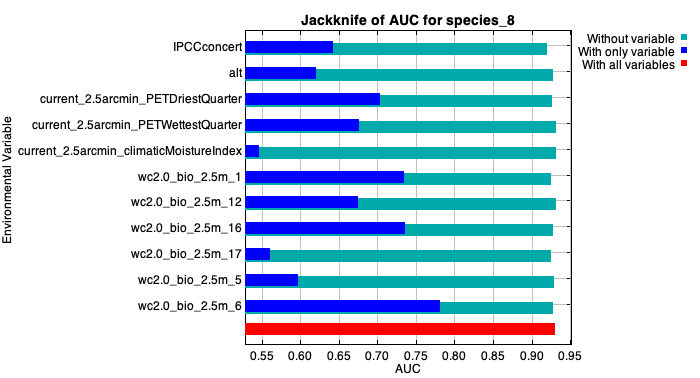 Jackknife of AUC for species_8
Without variable
With only variable
With all variables
Environmental Variable
IPCCconcert
alt
current_2.5arcmin_PETDriestQuarter
current_2.5arcmin_PETWettestQuarter
current_2.5arcmin_climaticMoistureIndex
wc2.0_bio_2.5m_1
wc2.0_bio_2.5m_12
wc2.0_bio_2.5m_16
wc2.0_bio_2.5m_17
wc2.0_bio_2.5m_5
wc2.0_bio_2.5m_6
0.55 0.60 0.65 0.70 0.75 0.80 0.85 0.90 0.95
AUC